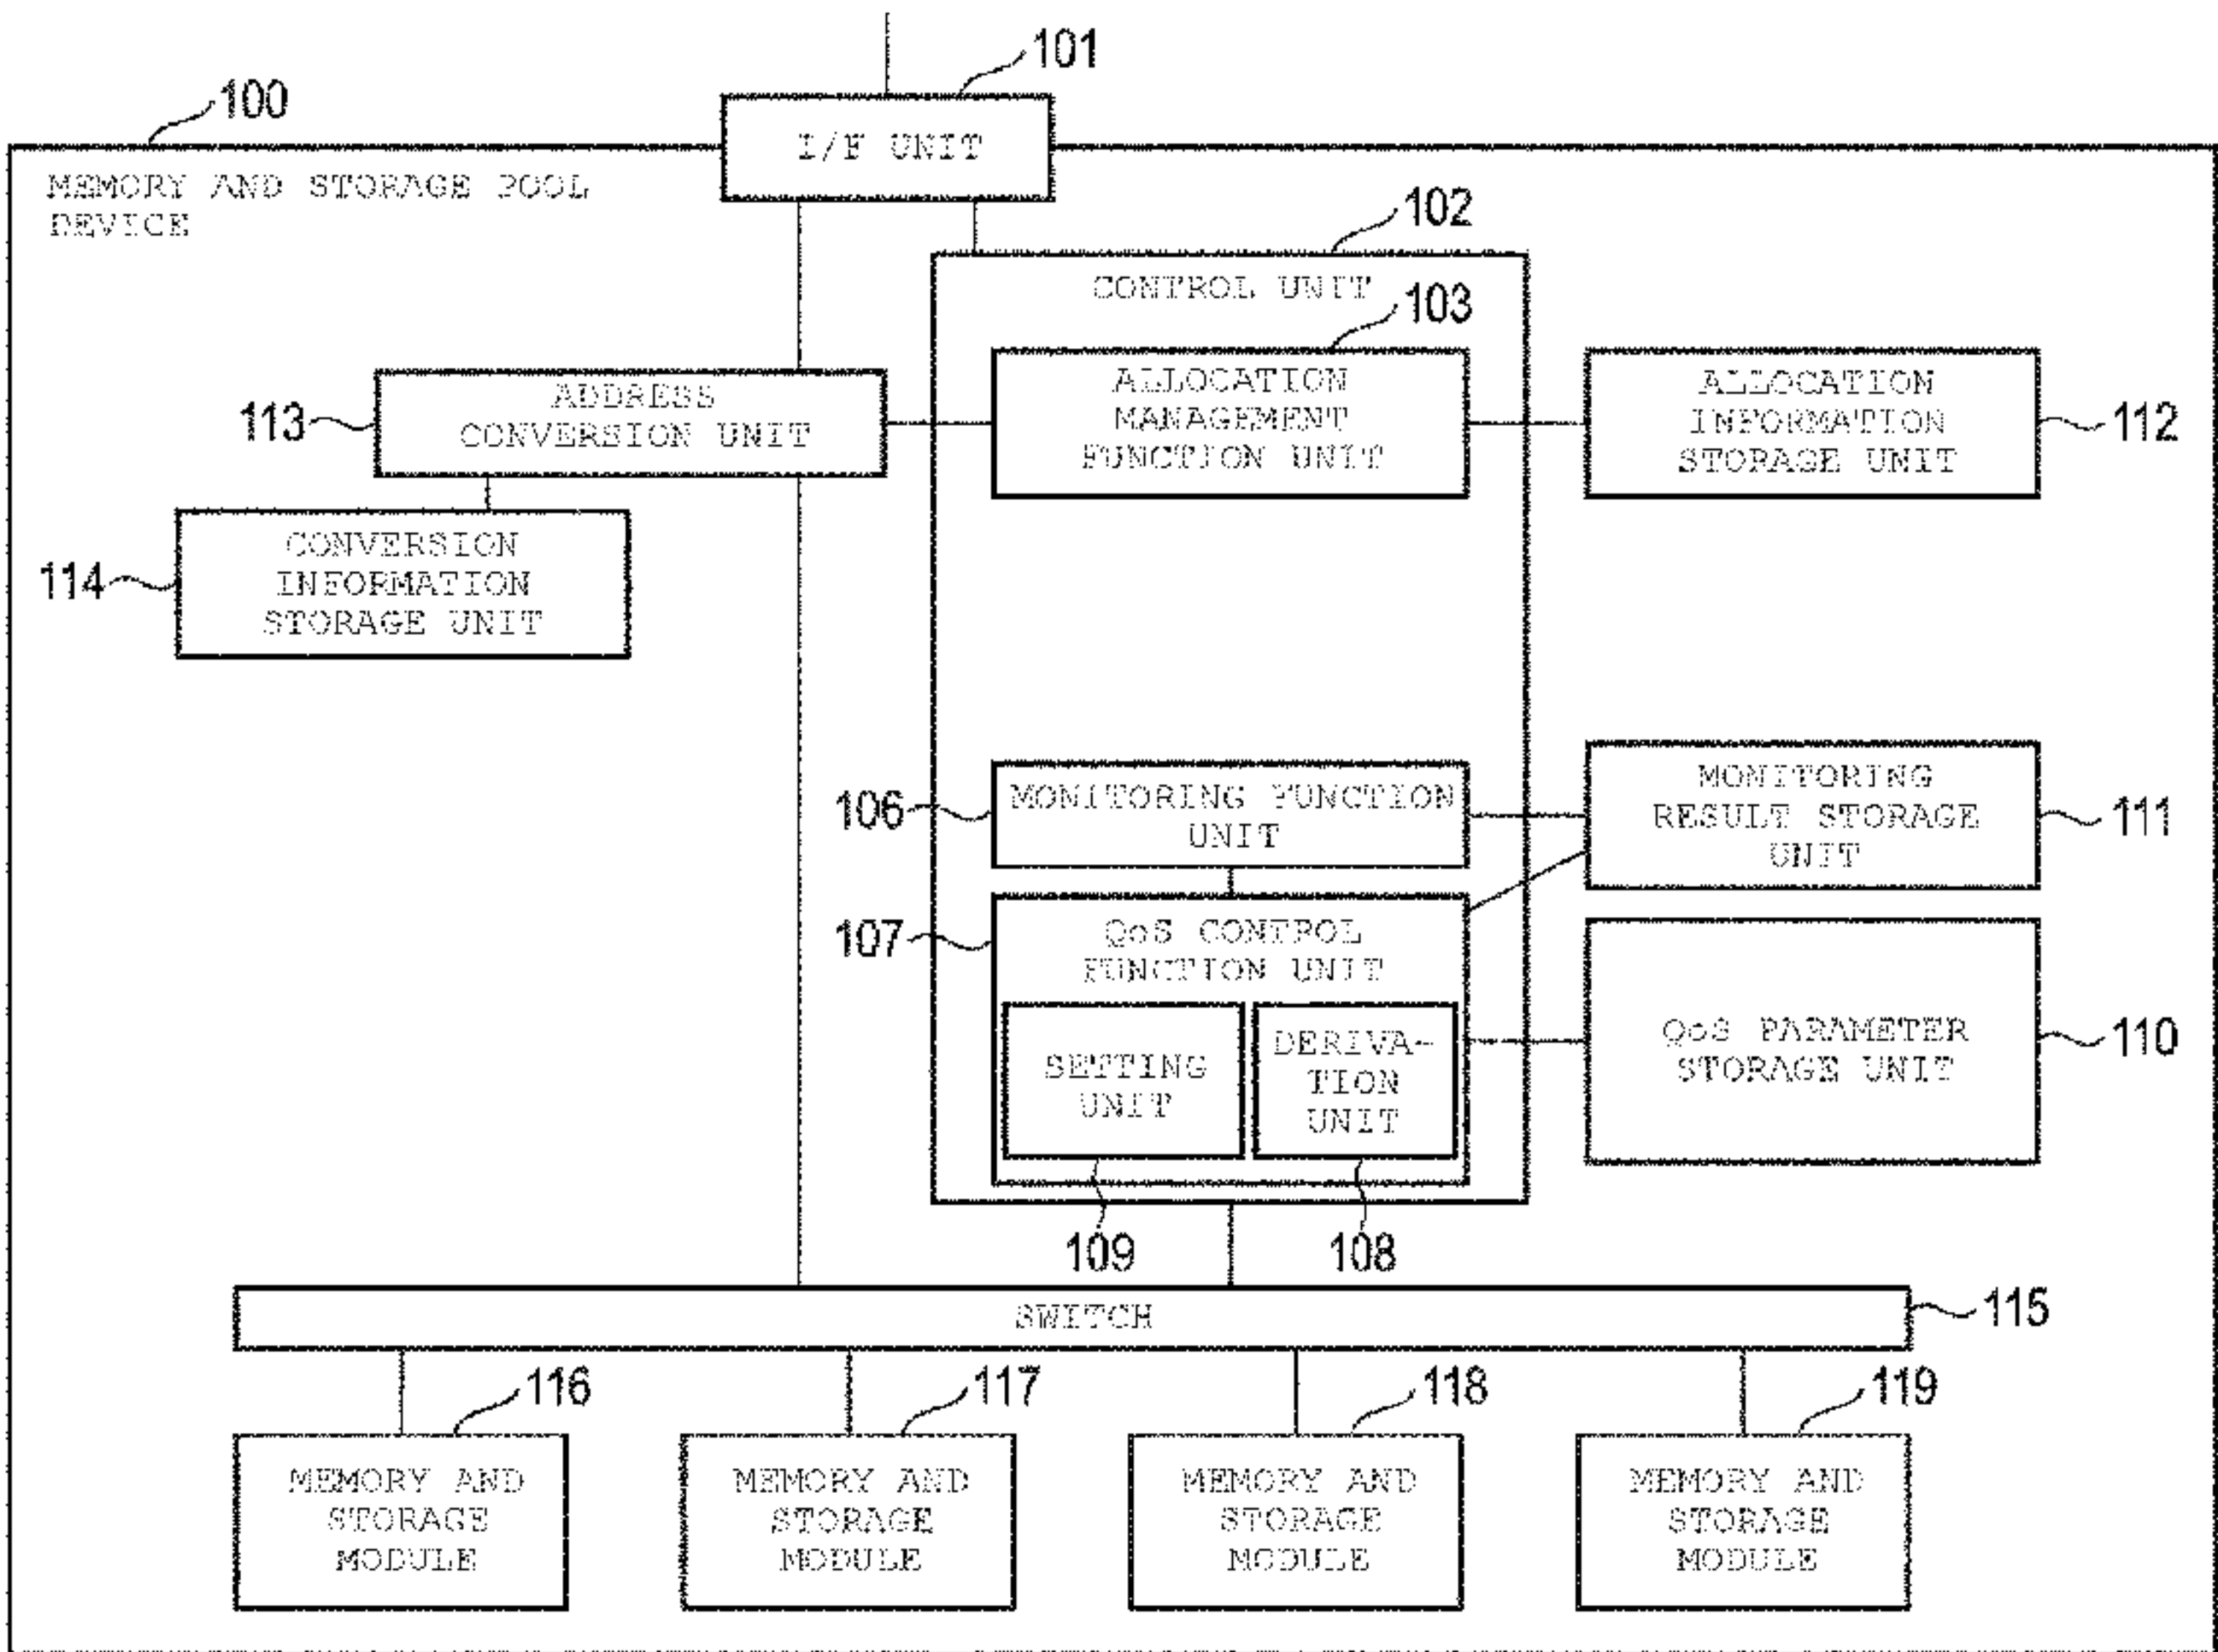 101
100
I/F UNIT
MEMORY AND STORAGE POOL
DEVICE
102
CONTROL UNIT
103
ALLOCATION
MANAGEMENT
FUNCTION UNIT
ALLOCATION
INFORMATION
STORAGE UNIT
112
113
ADDRESS
CONVERSION UNIT
114
CONVERSION
INFORMATION
STORAGE UNIT
106
MONITORING FUNCTION
UNIT
MONITORING
RESULT STORAGE
UNIT
111
107
QoS CONTROL
FUNCTION UNIT
SETTING
UNIT
DERIVA-
TION
UNIT
QoS PARAMETER
STORAGE UNIT
110
109
108
SWITCH
115
116
117
118
119
MEMORY AND
STORAGE
MODULE
MEMORY AND
STORAGE
MODULE
MEMORY AND
STORAGE
MODULE
MEMORY AND
STORAGE
MODULE